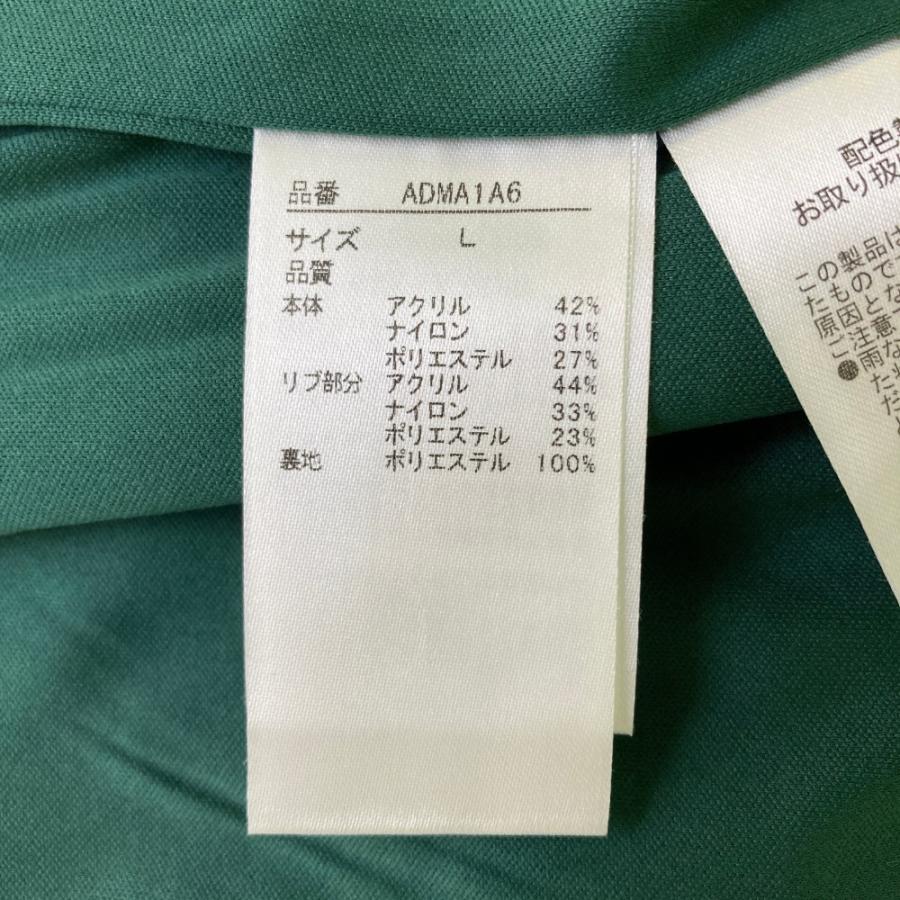 品番 ADMA1A6
サイズ L
品質
本体 アクリル 42%
ナイロン 31%
ポリエステル 27%
リブ部分 アクリル 44%
ナイロン 33%
ポリエステル 23%
裏地 ポリエステル 100%
配色
お取り扱
この製品は
たもので
原因とな
ご注意
雨な
た
だ